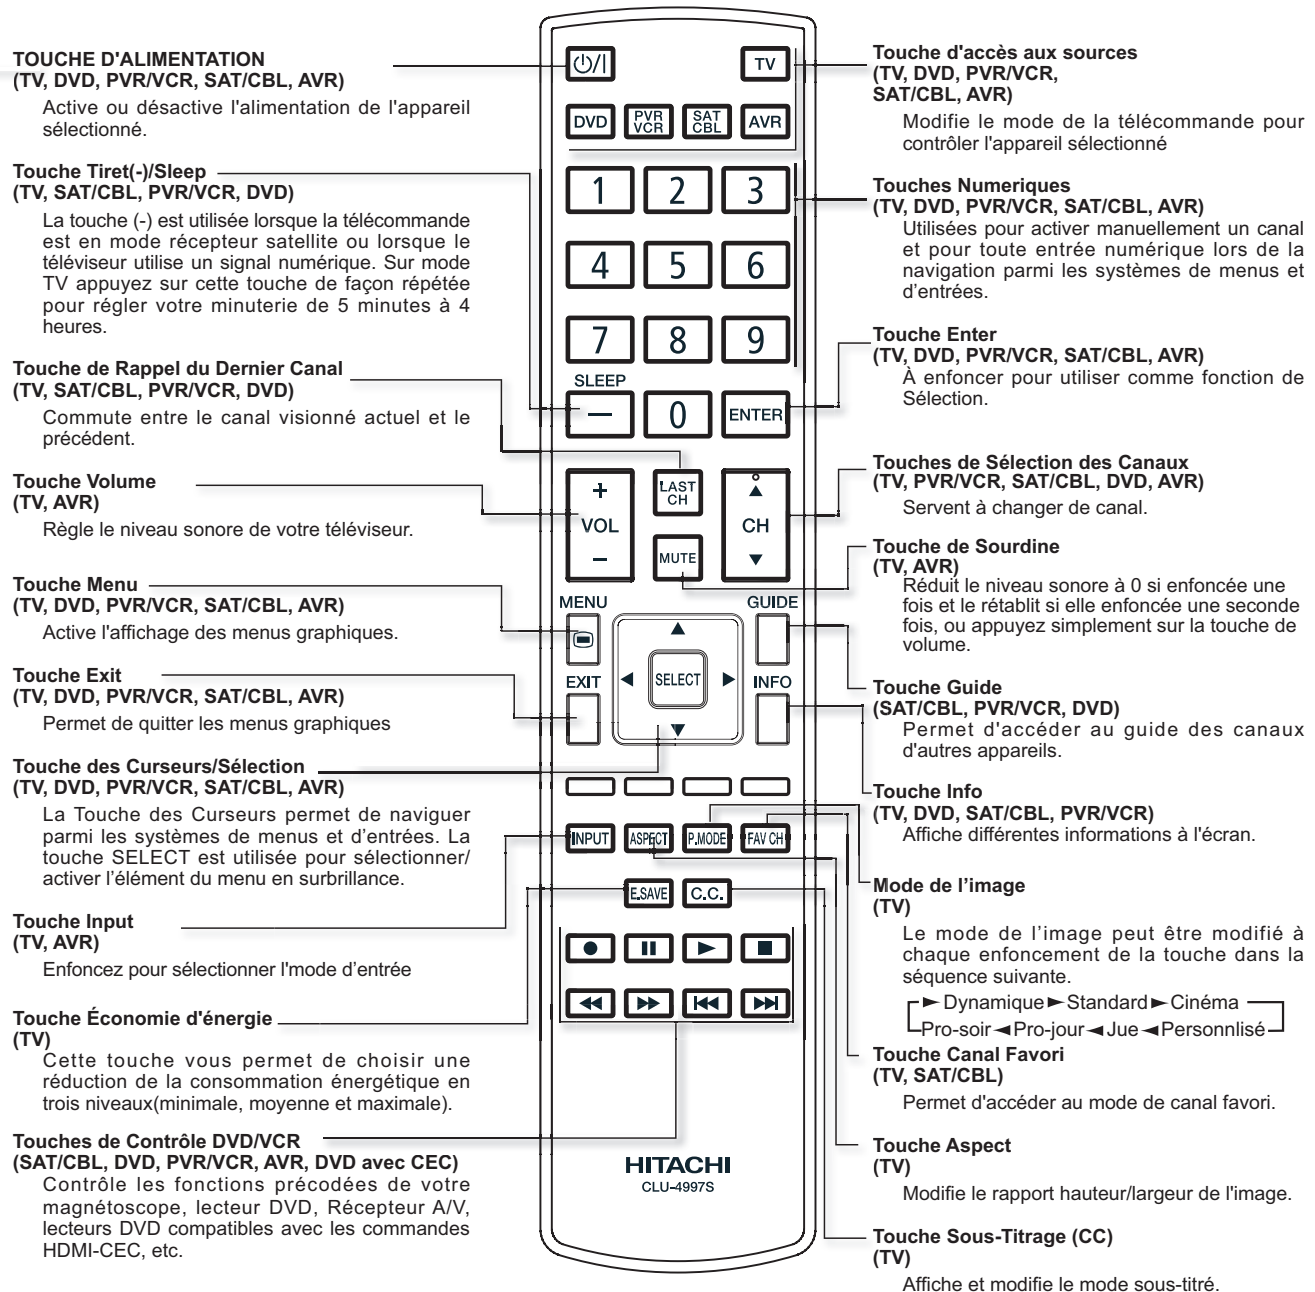 TOUCHE D'ALIMENTATION
(TV, DVD, PVR/VCR, SAT/CBL, AVR)
Active ou désactive l'alimentation de l'appareil
sélectionné.
Touche Tiret(-)/Sleep
(TV, SAT/CBL, PVR/VCR, DVD)
La touche (-) est utilisée lorsque la télécommande
est en mode récepteur satellite ou lorsque le
téléviseur utilise un signal numérique. Sur mode
TV appuyez sur cette touche de façon répétée
pour régler votre minuterie de 5 minutes à 4
heures.
Touche de Rappel du Dernier Canal
(TV, SAT/CBL, PVR/VCR, DVD)
Commute entre le canal visionné actuel et le
précédent.
Touche Volume
(TV, AVR)
Règle le niveau sonore de votre téléviseur.
Touche Menu
(TV, DVD, PVR/VCR, SAT/CBL, AVR)
Active l'affichage des menus graphiques.
Touche Exit
(TV, DVD, PVR/VCR, SAT/CBL, AVR)
Permet de quitter les menus graphiques
Touche des Curseurs/Sélection
(TV, DVD, PVR/VCR, SAT/CBL, AVR)
La Touche des Curseurs permet de naviguer
parmi les systèmes de menus et d’entrées. La
touche SELECT est utilisée pour sélectionner/
activer l’élément du menu en surbrillance.
Touche Input
(TV, AVR)
Enfoncez pour sélectionner l'mode d’entrée
Touche Économie d'énergie
(TV)
Cette touche vous permet de choisir une
réduction de la consommation énergétique en
trois niveaux(minimale, moyenne et maximale).
Touches de Contrôle DVD/VCR
(SAT/CBL, DVD, PVR/VCR, AVR, DVD avec CEC)
Contrôle les fonctions précodées de votre
magnétoscope, lecteur DVD, Récepteur A/V,
lecteurs DVD compatibles avec les commandes
HDMI-CEC, etc.
⏻/I TV
DVD PVR VCR SAT CBL AVR
1 2 3
4 5 6
7 8 9
SLEEP
— 0 ENTER
+ LAST CH ▲
VOL CH
– MUTE ▼
MENU ▲ GUIDE
◀ SELECT ▶
EXIT ▼ INFO
INPUT ASPECT P.MODE FAV CH
E.SAVE C.C.
HITACHI
CLU-4997S
Touche d'accès aux sources
(TV, DVD, PVR/VCR,
SAT/CBL, AVR)
Modifie le mode de la télécommande pour
contrôler l'appareil sélectionné
Touches Numeriques
(TV, DVD, PVR/VCR, SAT/CBL, AVR)
Utilisées pour activer manuellement un canal
et pour toute entrée numérique lors de la
navigation parmi les systèmes de menus et
d’entrées.
Touche Enter
(TV, DVD, PVR/VCR, SAT/CBL, AVR)
À enfoncer pour utiliser comme fonction de
Sélection.
Touches de Sélection des Canaux
(TV, PVR/VCR, SAT/CBL, DVD, AVR)
Servent à changer de canal.
Touche de Sourdine
(TV, AVR)
Réduit le niveau sonore à 0 si enfoncée une
fois et le rétablit si elle enfoncée une seconde
fois, ou appuyez simplement sur la touche de
volume.
Touche Guide
(SAT/CBL, PVR/VCR, DVD)
Permet d'accéder au guide des canaux
d'autres appareils.
Touche Info
(TV, DVD, SAT/CBL, PVR/VCR)
Affiche différentes informations à l'écran.
Mode de l’image
(TV)
Le mode de l’image peut être modifié à
chaque enfoncement de la touche dans la
séquence suivante.
►Dynamique►Standard►Cinéma
Pro-soir◄Pro-jour◄Jue◄Personnlisé
Touche Canal Favori
(TV, SAT/CBL)
Permet d'accéder au mode de canal favori.
Touche Aspect
(TV)
Modifie le rapport hauteur/largeur de l'image.
Touche Sous-Titrage (CC)
(TV)
Affiche et modifie le mode sous-titré.